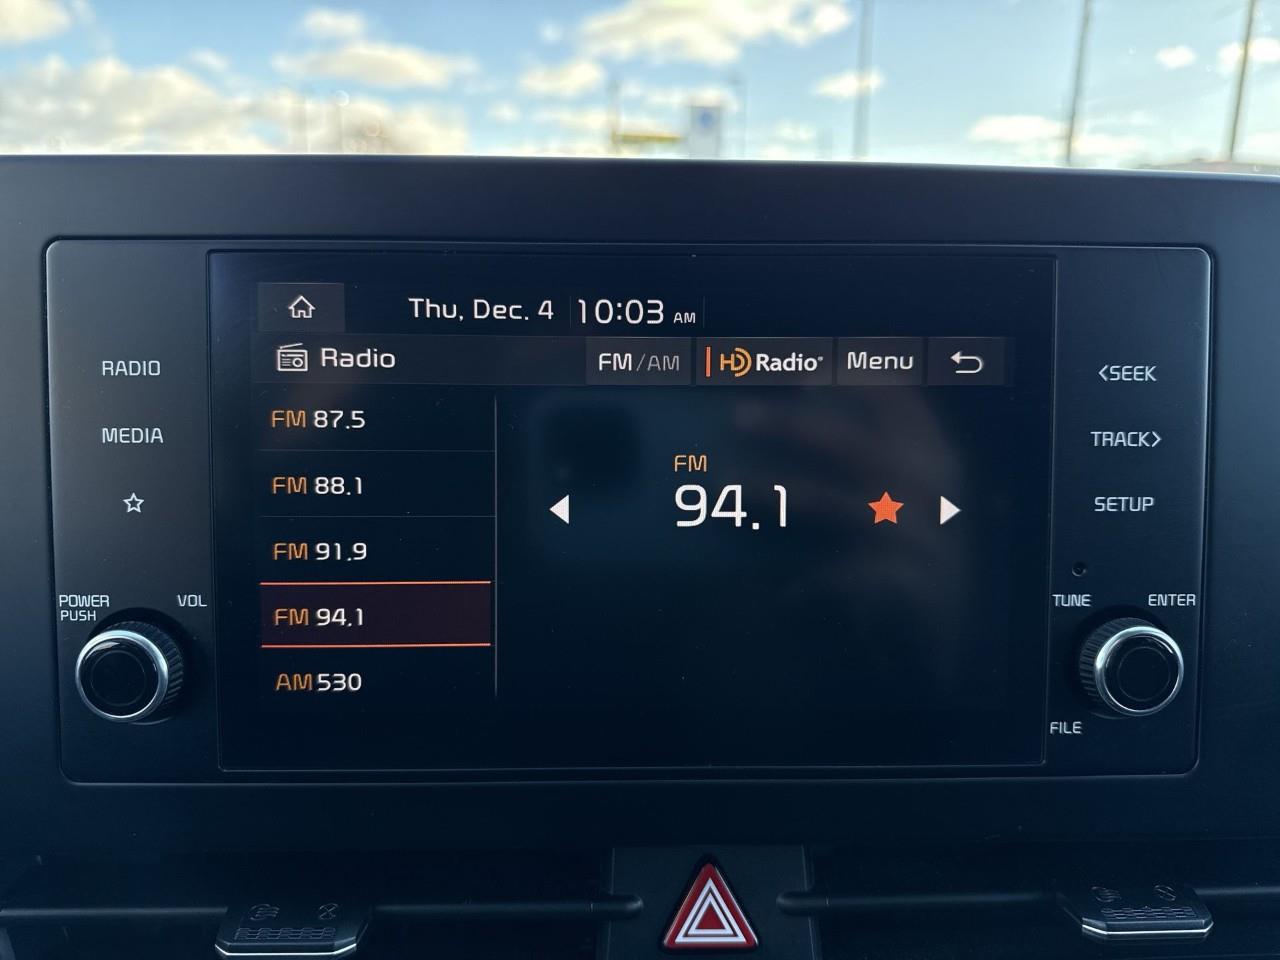 Thu, Dec. 4 10:03 AM
Radio FM/AM HD Radio® Menu
FM 87.5
FM 88.1
FM 91.9
FM 94.1
AM 530
FM
94.1
RADIO
MEDIA
POWER
PUSH
VOL
<SEEK
TRACK>
SETUP
TUNE
ENTER
FILE